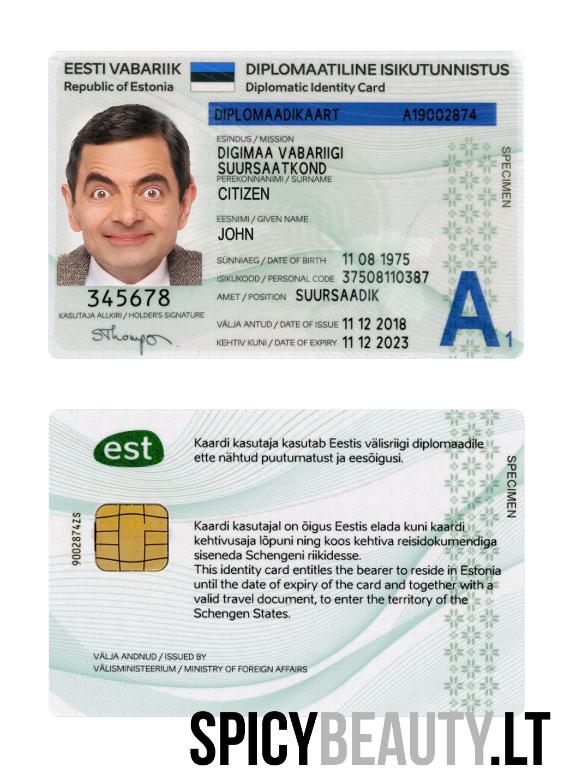 EESTI VABARIIK DIPLOMAATILINE ISIKUTUNNISTUS
Republic of Estonia Diplomatic Identity Card
DIPLOMAADIKAART A19002874
ESINDUS / MISSION
DIGIMAA VABARIIGI
SUURSAATKOND
PEREKONNANIMI / SURNAME
CITIZEN
EESNIMI / GIVEN NAME
JOHN
SÜNNIAEG / DATE OF BIRTH 11 08 1975
ISIKUKOOD / PERSONAL CODE 37508110387
AMET / POSITION SUURSAADIK
VÄLJA ANTUD / DATE OF ISSUE 11 12 2018
KEHTIV KUNI / DATE OF EXPIRY 11 12 2023
345678
KASUTAJA ALLKIRI / HOLDER'S SIGNATURE
SThompson
SPECIMEN
A1
est
Kaardi kasutaja kasutab Eestis välisriigi diplomaadile
ette nähtud puutumatust ja eesõigusi.
SPECIMEN
90028742S
Kaardi kasutajal on õigus Eestis elada kuni kaardi
kehtivusaja lõpuni ning koos kehtiva reisidokumendiga
siseneda Schengeni riikidesse.
This identity card entitles the bearer to reside in Estonia
until the date of expiry of the card and together with a
valid travel document, to enter the territory of the
Schengen States.
VÄLJA ANDNUD / ISSUED BY
VÄLISMINISTEERIUM / MINISTRY OF FOREIGN AFFAIRS
SPICYBEAUTY.LT